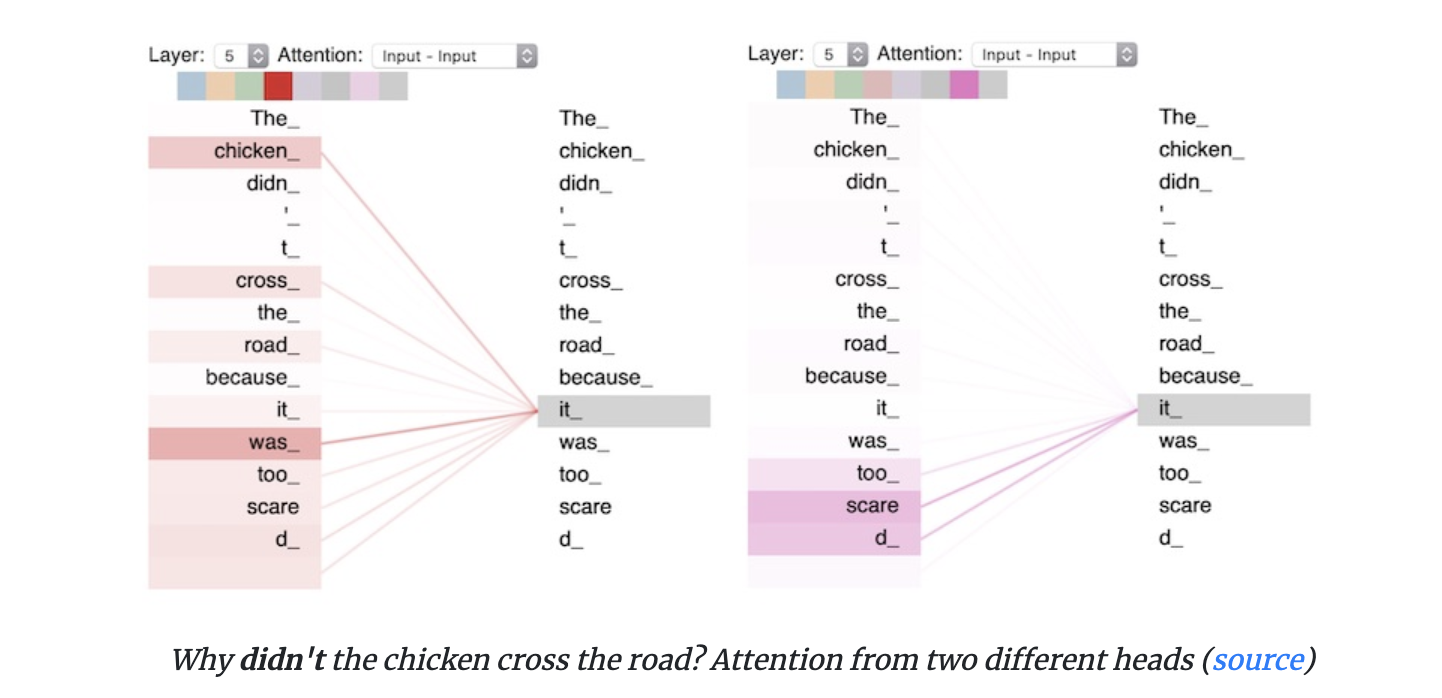 Layer: 5 Attention: Input - Input
The_ The_
chicken_ chicken_
didn_ didn_
'_ '_
t_ t_
cross_ cross_
the_ the_
road_ road_
because_ because_
it_ it_
was_ was_
too_ too_
scare scare
d_ d_
Layer: 5 Attention: Input - Input
The_ The_
chicken_ chicken_
didn_ didn_
'_ '_
t_ t_
cross_ cross_
the_ the_
road_ road_
because_ because_
it_ it_
was_ was_
too_ too_
scare scare
d_ d_
Why didn't the chicken cross the road? Attention from two different heads (source)